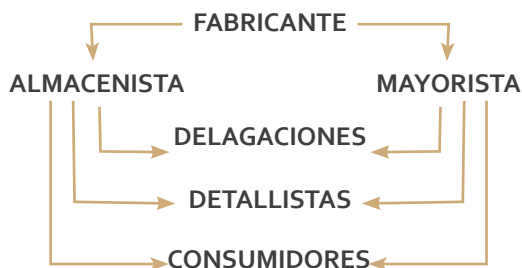 FABRICANTE
ALMACENISTA
MAYORISTA
DELAGACIONES
DETALLISTAS
CONSUMIDORES